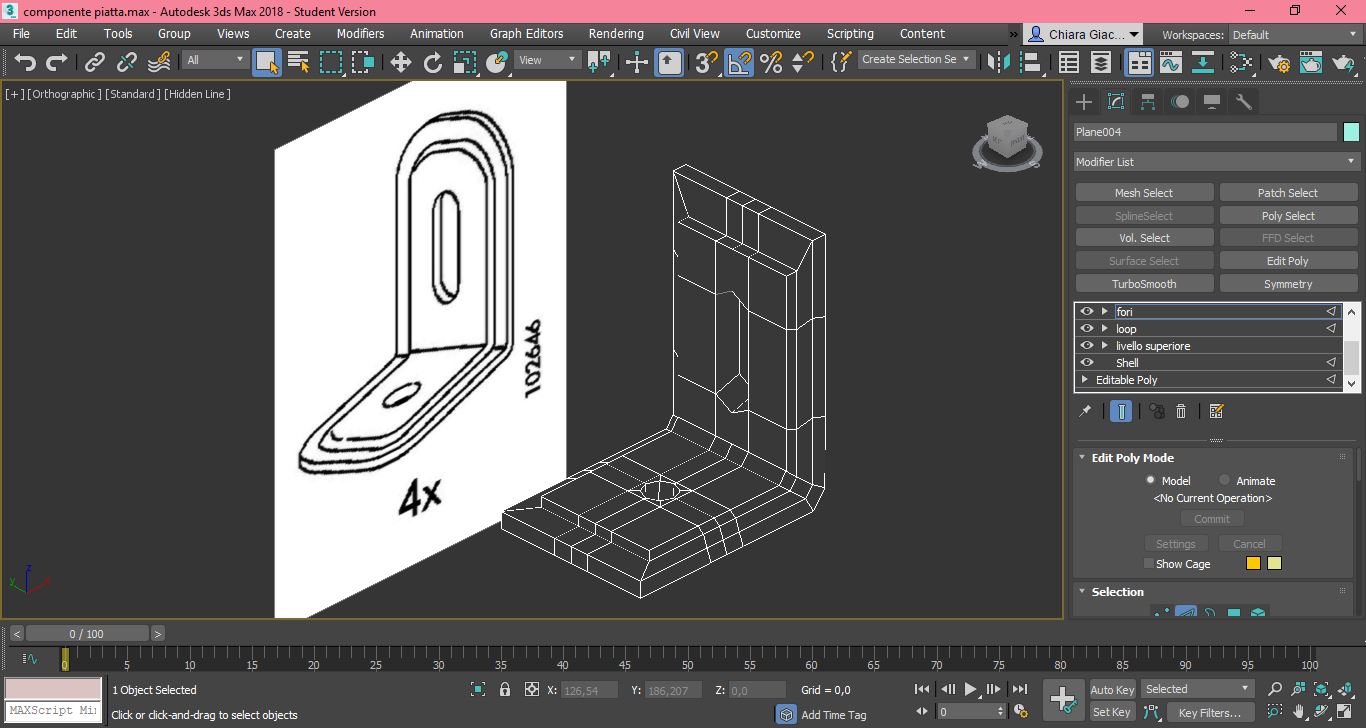 componente piatta.max - Autodesk 3ds Max 2018 - Student Version
File Edit Tools Group Views Create Modifiers Animation Graph Editors Rendering Civil View Customize Scripting Content » Chiara Giac... Workspaces: Default
All View Create Selection Se
[+] [Orthographic] [Standard] [Hidden Line]
Plane004
Modifier List
Mesh Select Patch Select
SplineSelect Poly Select
Vol. Select FFD Select
Surface Select Edit Poly
TurboSmooth Symmetry
fori
loop
livello superiore
Shell
Editable Poly
102646
4x
Edit Poly Mode
Model Animate
<No Current Operation>
Commit
Settings Cancel
Show Cage
Selection
z
y
x
< 0 / 100 >
0 5 10 15 20 25 30 35 40 45 50 55 60 65 70 75 80 85 90 95 100
1 Object Selected X: 126,54 Y: 186,207 Z: 0,0 Grid = 0,0 Auto Key Selected
MAXScript Mi Click or click-and-drag to select objects Add Time Tag 0 Set Key Key Filters...